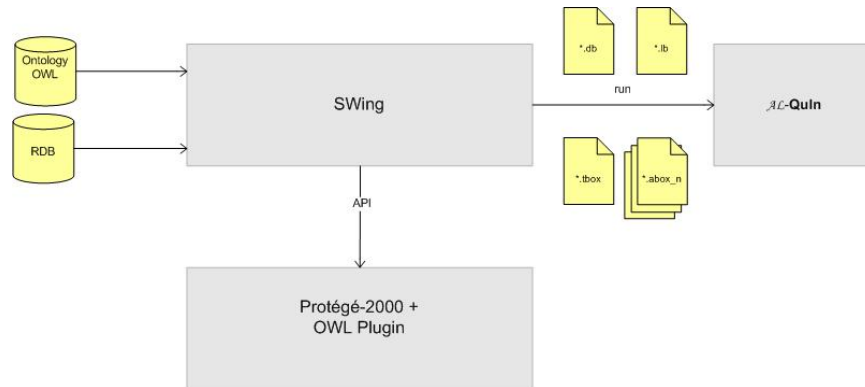 Ontology
OWL
RDB
SWing
*.db
*.lb
run
*.tbox
*.abox_n
𝒜ℒ-QuIn
API
Protégé-2000 +
OWL Plugin